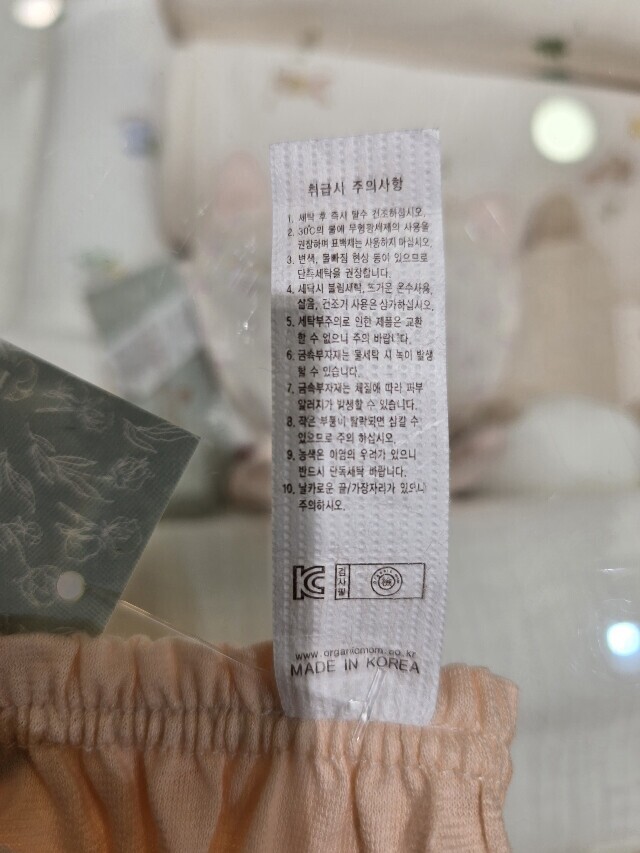 취급시 주의사항
1. 세탁 후 즉시 탈수 건조하십시오.
2. 30℃의 물에 무형광세제의 사용을
권장하며 표백제는 사용하지 마십시오.
3. 변색, 물빠짐 현상 등이 있으므로
단독세탁을 권장합니다.
4. 세탁시 불림세탁, 뜨거운 온수사용,
삶음, 건조기 사용은 삼가하십시오.
5. 세탁부주의로 인한 제품은 교환
할 수 없으니 주의 바랍니다.
6. 금속부자재는 물세탁 시 녹이 발생
할 수 있습니다.
7. 금속부자재는 체질에 따라 피부
알러지가 발생할 수 있습니다.
8. 작은 부품이 탈락되면 삼킬 수
있으므로 주의 하십시오.
9. 농색은 이염의 우려가 있으니
반드시 단독세탁 바랍니다.
10. 날카로운 끝/가장자리가 있으니
주의하시오.
KC 검사필
www.organicmom.co.kr
MADE IN KOREA